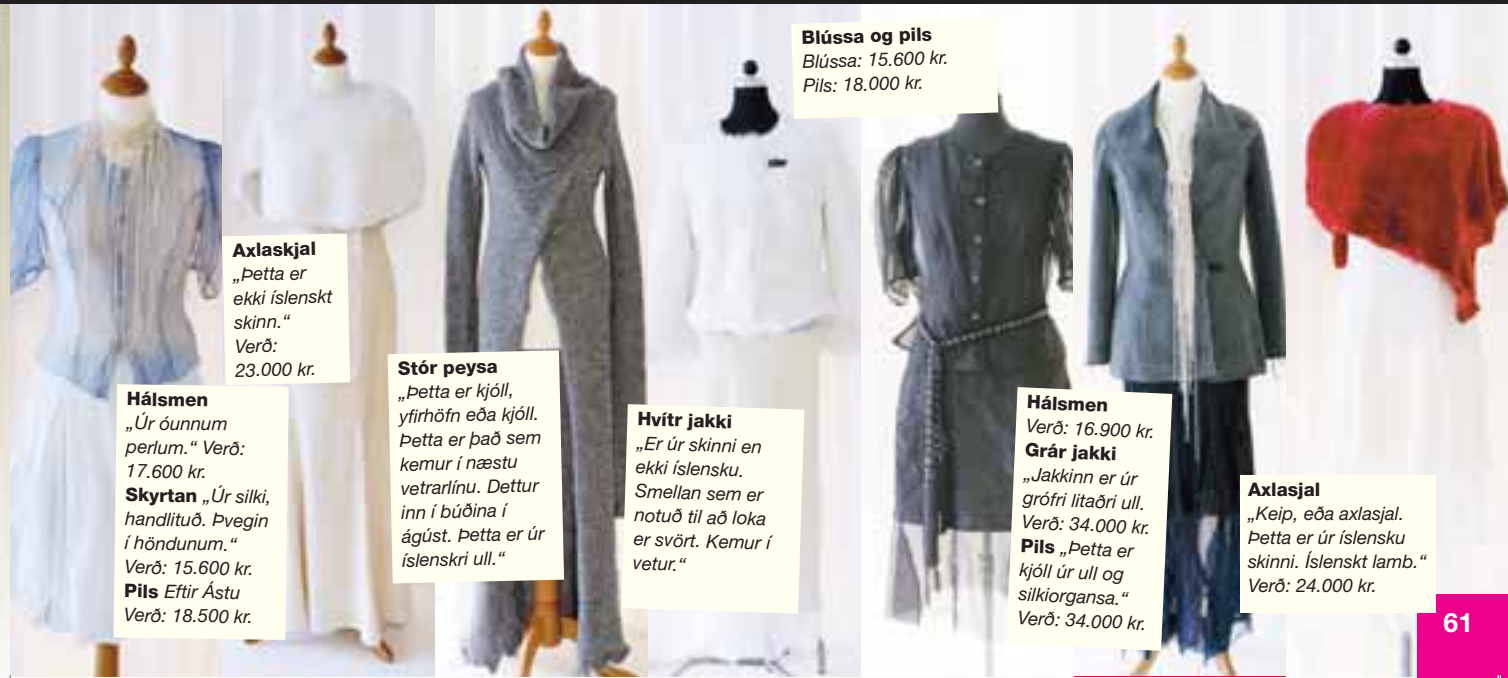 Hálsmen
„Úr óunnum
perlum.“ Verð:
17.600 kr.
Skyrtan „Úr silki,
handlituð. Þvegin
í höndunum.“
Verð: 15.600 kr.
Pils Eftir Ástu
Verð: 18.500 kr.
Axlaskjal
„Þetta er
ekki íslenskt
skinn.“
Verð:
23.000 kr.
Stór peysa
„Þetta er kjóll,
yfirhöfn eða kjóll.
Þetta er það sem
kemur í næstu
vetrarlínu. Dettur
inn í búðina í
ágúst. Þetta er úr
íslenskri ull.“
Hvítr jakki
„Er úr skinni en
ekki íslensku.
Smellan sem er
notuð til að loka
er svört. Kemur í
vetur.“
Blússa og pils
Blússa: 15.600 kr.
Pils: 18.000 kr.
Hálsmen
Verð: 16.900 kr.
Grár jakki
„Jakkinn er úr
grófri litaðri ull.
Verð: 34.000 kr.
Pils „Þetta er
kjóll úr ull og
silkiorgansa.“
Verð: 34.000 kr.
Axlasjal
„Keip, eða axlasjal.
Þetta er úr íslensku
skinni. Íslenskt lamb.“
Verð: 24.000 kr.
61